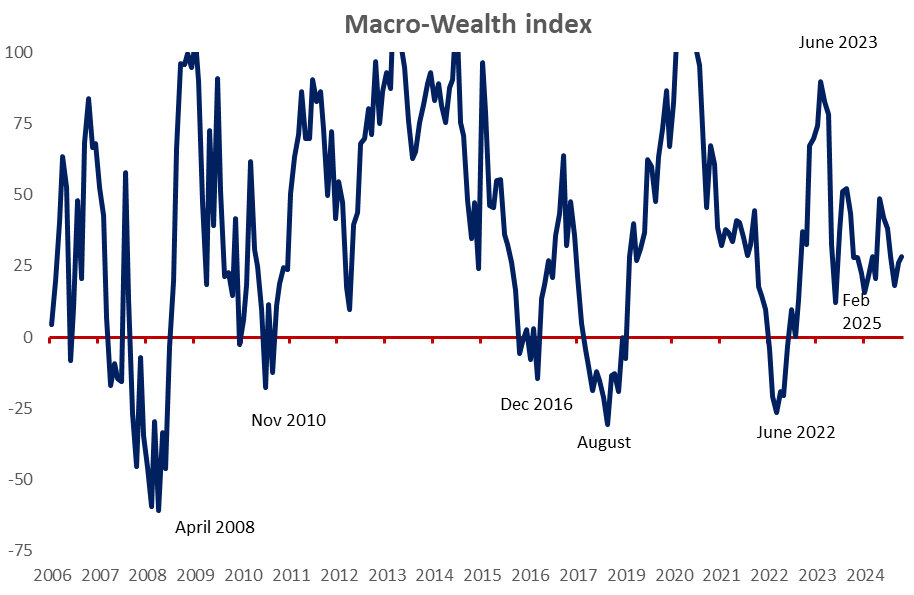 Macro-Wealth index
June 2023
100
75
50
25
0
-25
-50
-75
Feb
2025
Nov 2010
Dec 2016
August
June 2022
April 2008
2006 2007 2008 2009 2010 2011 2012 2013 2014 2015 2016 2017 2019 2020 2021 2022 2023 2024